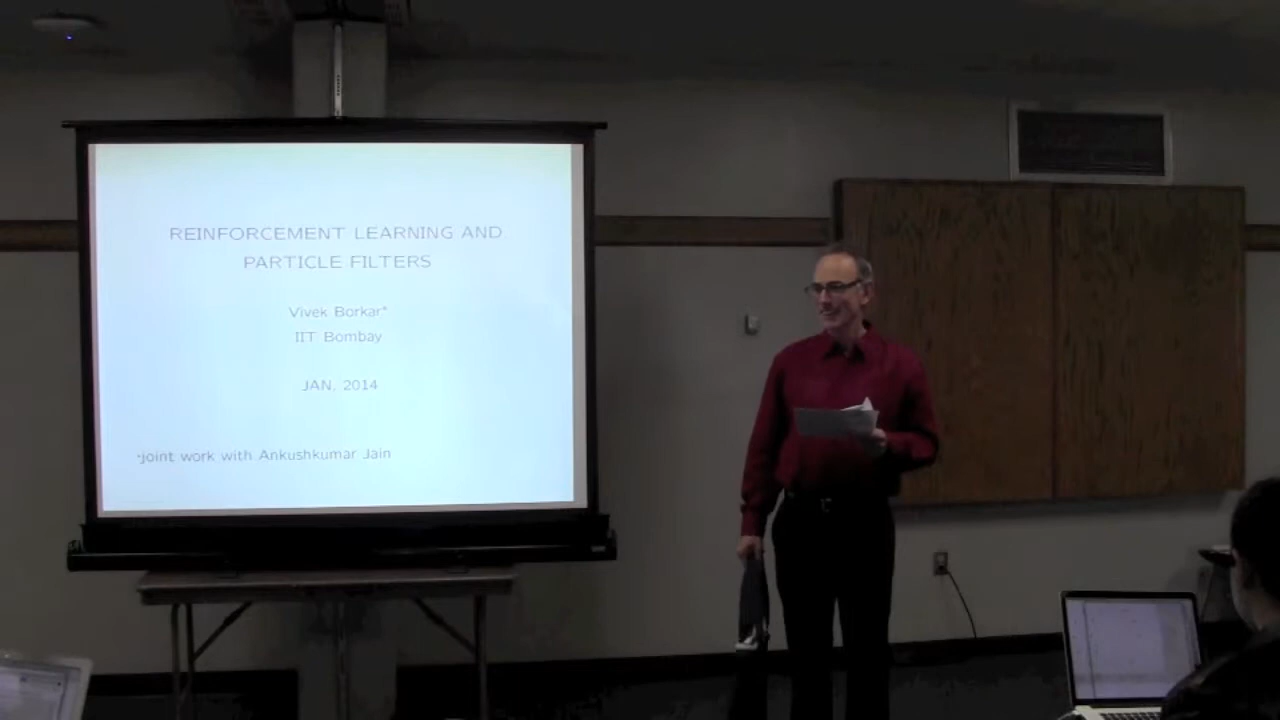 REINFORCEMENT LEARNING AND
PARTICLE FILTERS
Vivek Borkar*
IIT Bombay
JAN, 2014
*joint work with Ankushkumar Jain